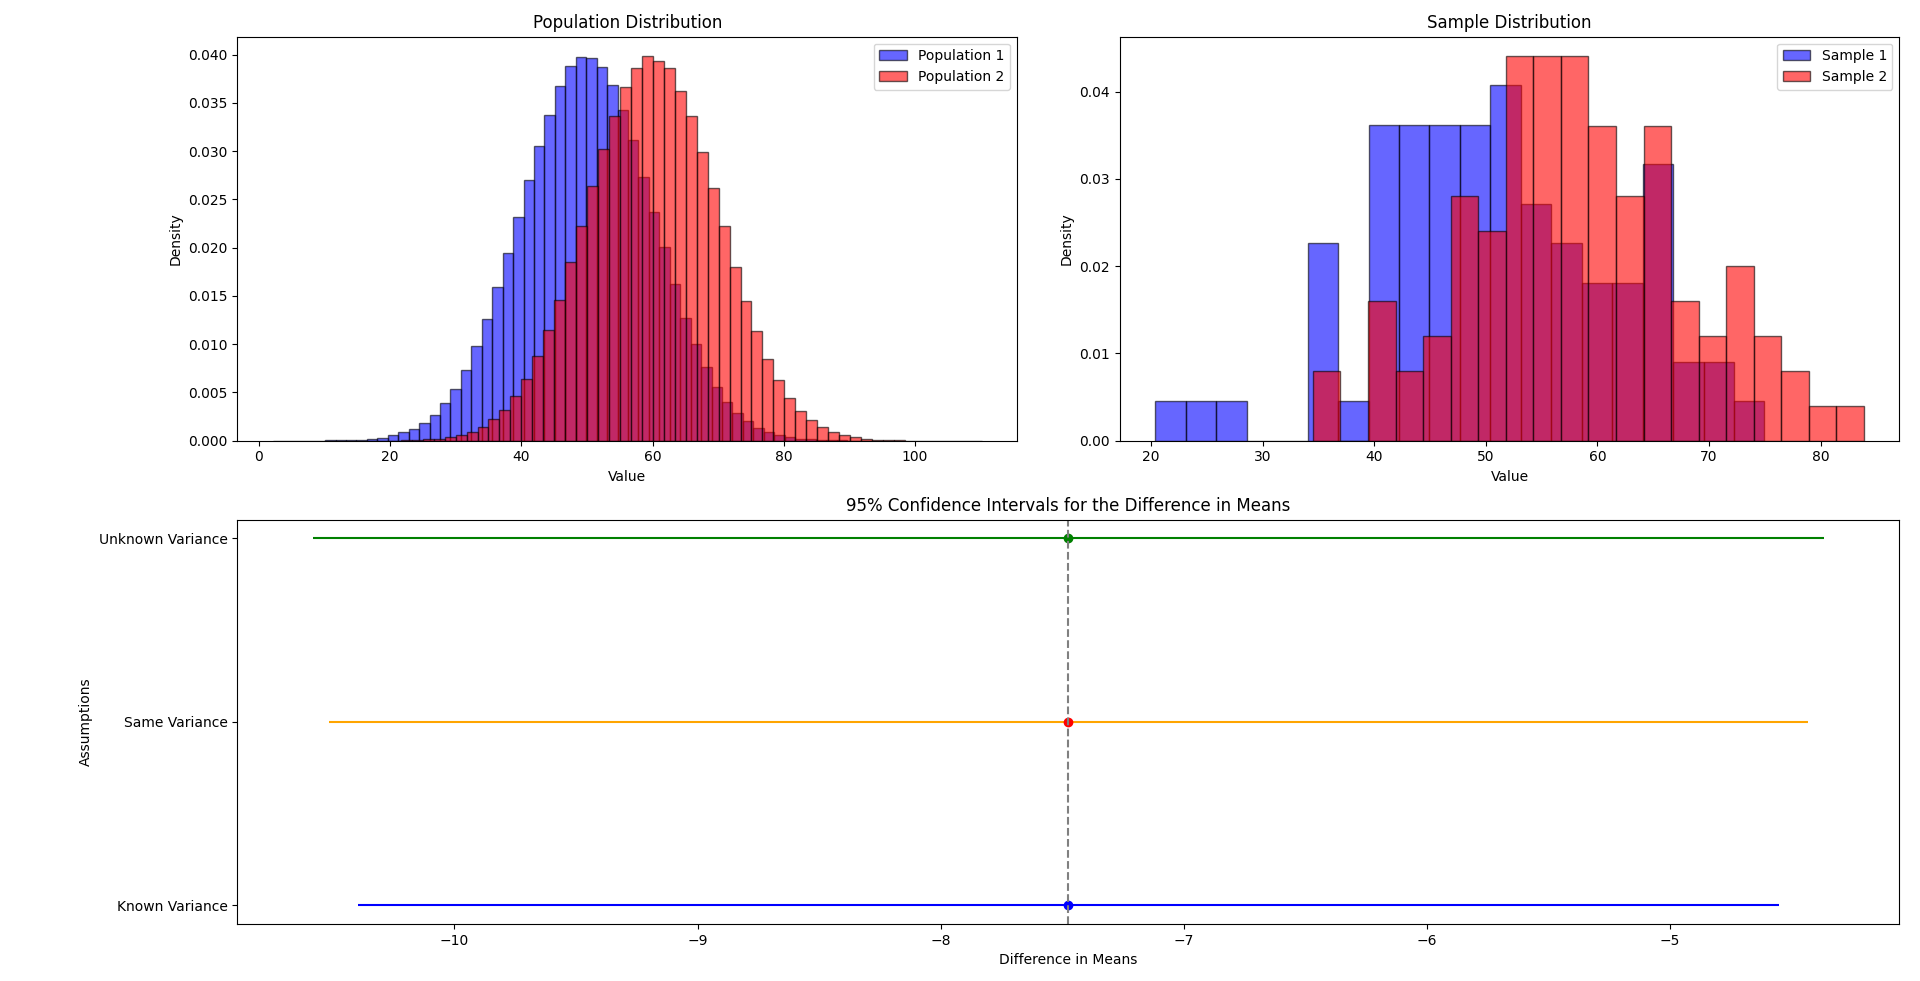 Population Distribution
Density
0.040
0.035
0.030
0.025
0.020
0.015
0.010
0.005
0.000
0 20 40 60 80 100
Value
Population 1
Population 2
Sample Distribution
Density
0.04
0.03
0.02
0.01
0.00
20 30 40 50 60 70 80
Value
Sample 1
Sample 2
95% Confidence Intervals for the Difference in Means
Assumptions
Unknown Variance
Same Variance
Known Variance
−10 −9 −8 −7 −6 −5
Difference in Means